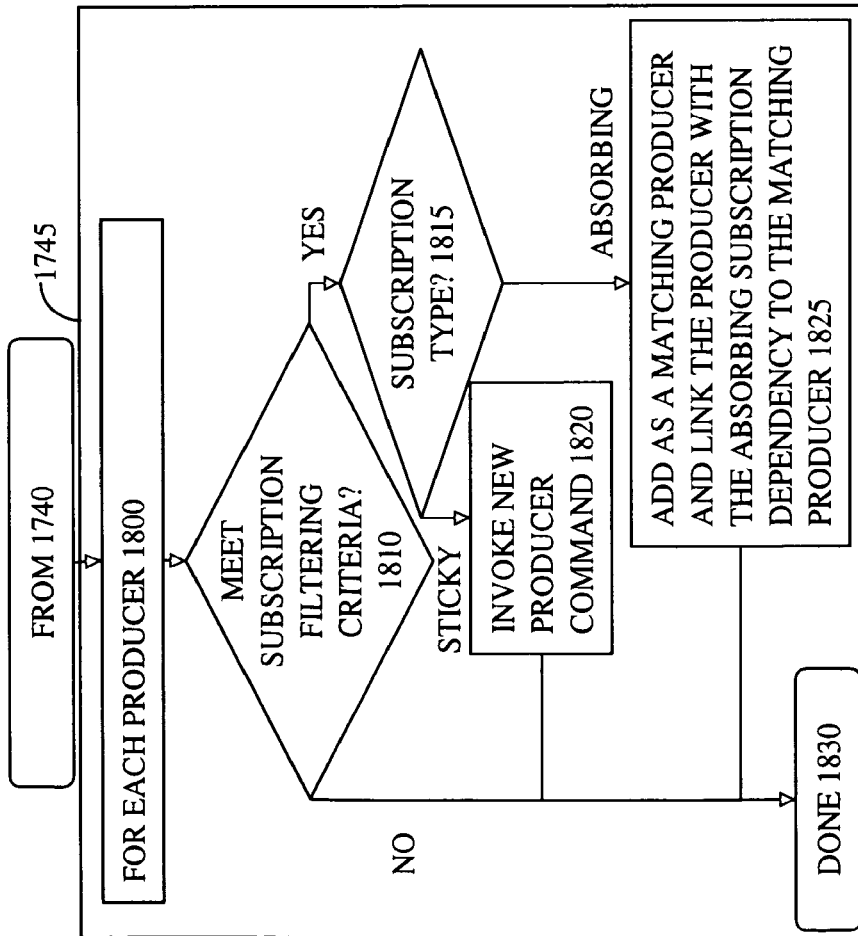 FROM 1740
1745
FOR EACH PRODUCER 1800
MEET
SUBSCRIPTION
FILTERING
CRITERIA?
1810
YES
NO
SUBSCRIPTION
TYPE? 1815
STICKY
ABSORBING
INVOKE NEW
PRODUCER
COMMAND 1820
ADD AS A MATCHING PRODUCER
AND LINK THE PRODUCER WITH
THE ABSORBING SUBSCRIPTION
DEPENDENCY TO THE MATCHING
PRODUCER 1825
DONE 1830